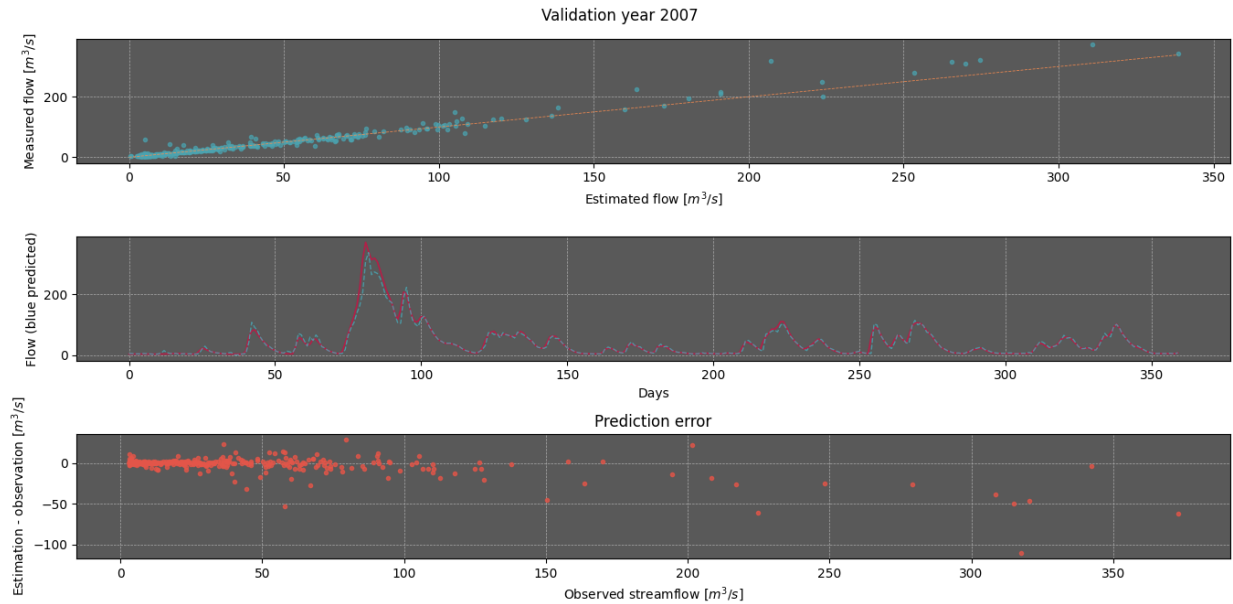 Validation year 2007
Measured flow [m³/s]
200
0
0 50 100 150 200 250 300 350
Estimated flow [m³/s]
Flow (blue predicted)
200
0
0 50 100 150 200 250 300 350
Days
Prediction error
Estimation - observation [m³/s]
0
−50
−100
0 50 100 150 200 250 300 350
Observed streamflow [m³/s]